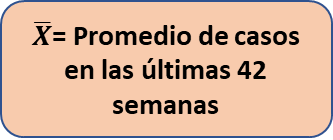 X̅= Promedio de casos
en las últimas 42
semanas